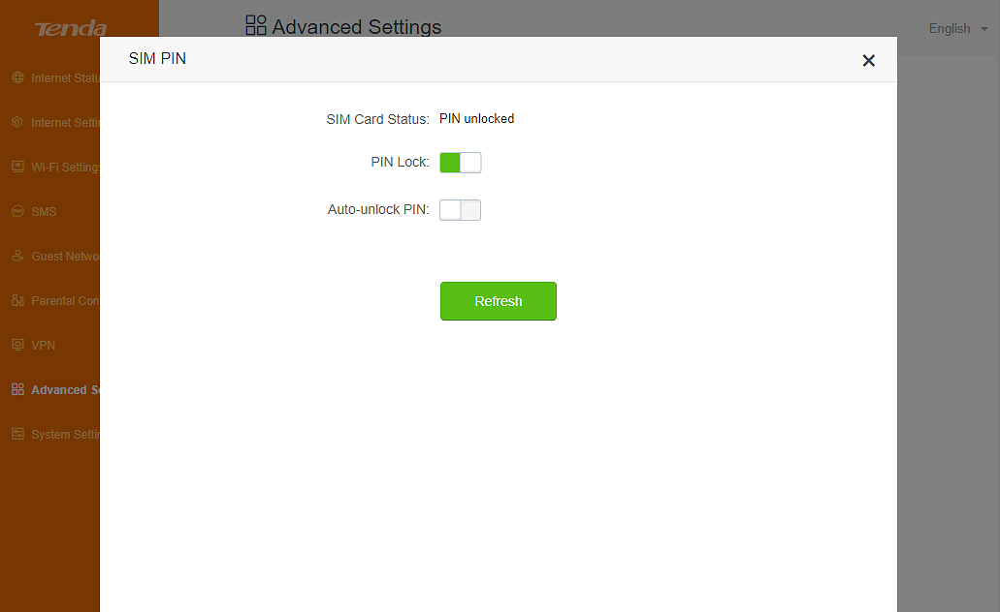 Tenda
Advanced Settings
English
SIM PIN
Internet Statu
Internet Settin
Wi-Fi Settings
SMS
Guest Netwo
Parental Con
VPN
Advanced Se
System Settin
SIM Card Status: PIN unlocked
PIN Lock:
Auto-unlock PIN:
Refresh